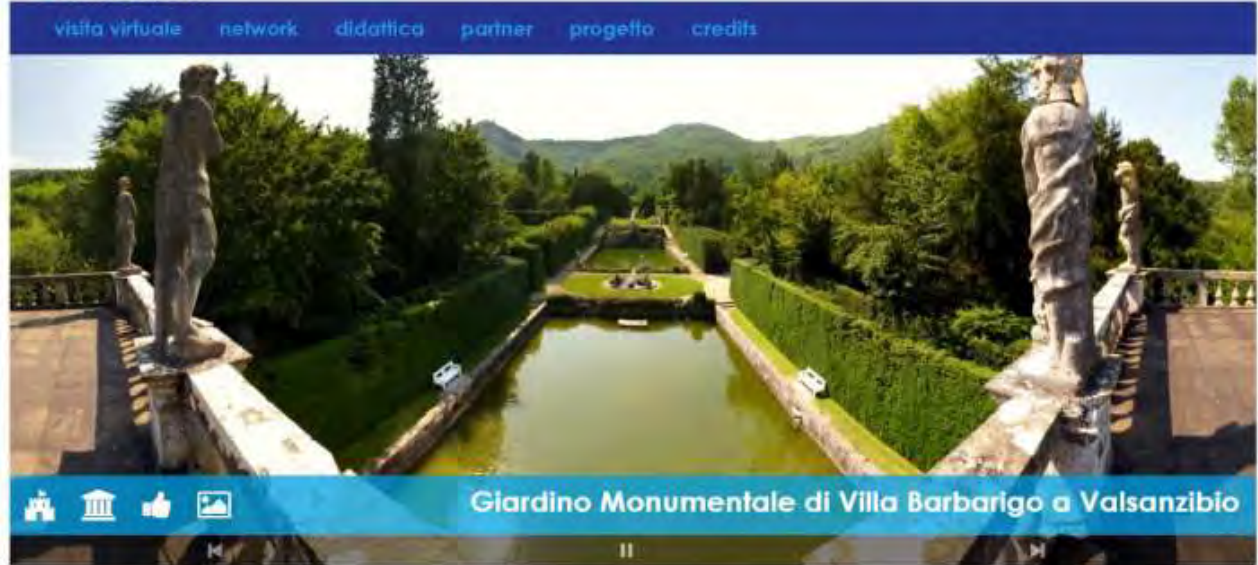 visita virtuale network didattica partner progetto credits
Giardino Monumentale di Villa Barbarigo a Valsanzibio